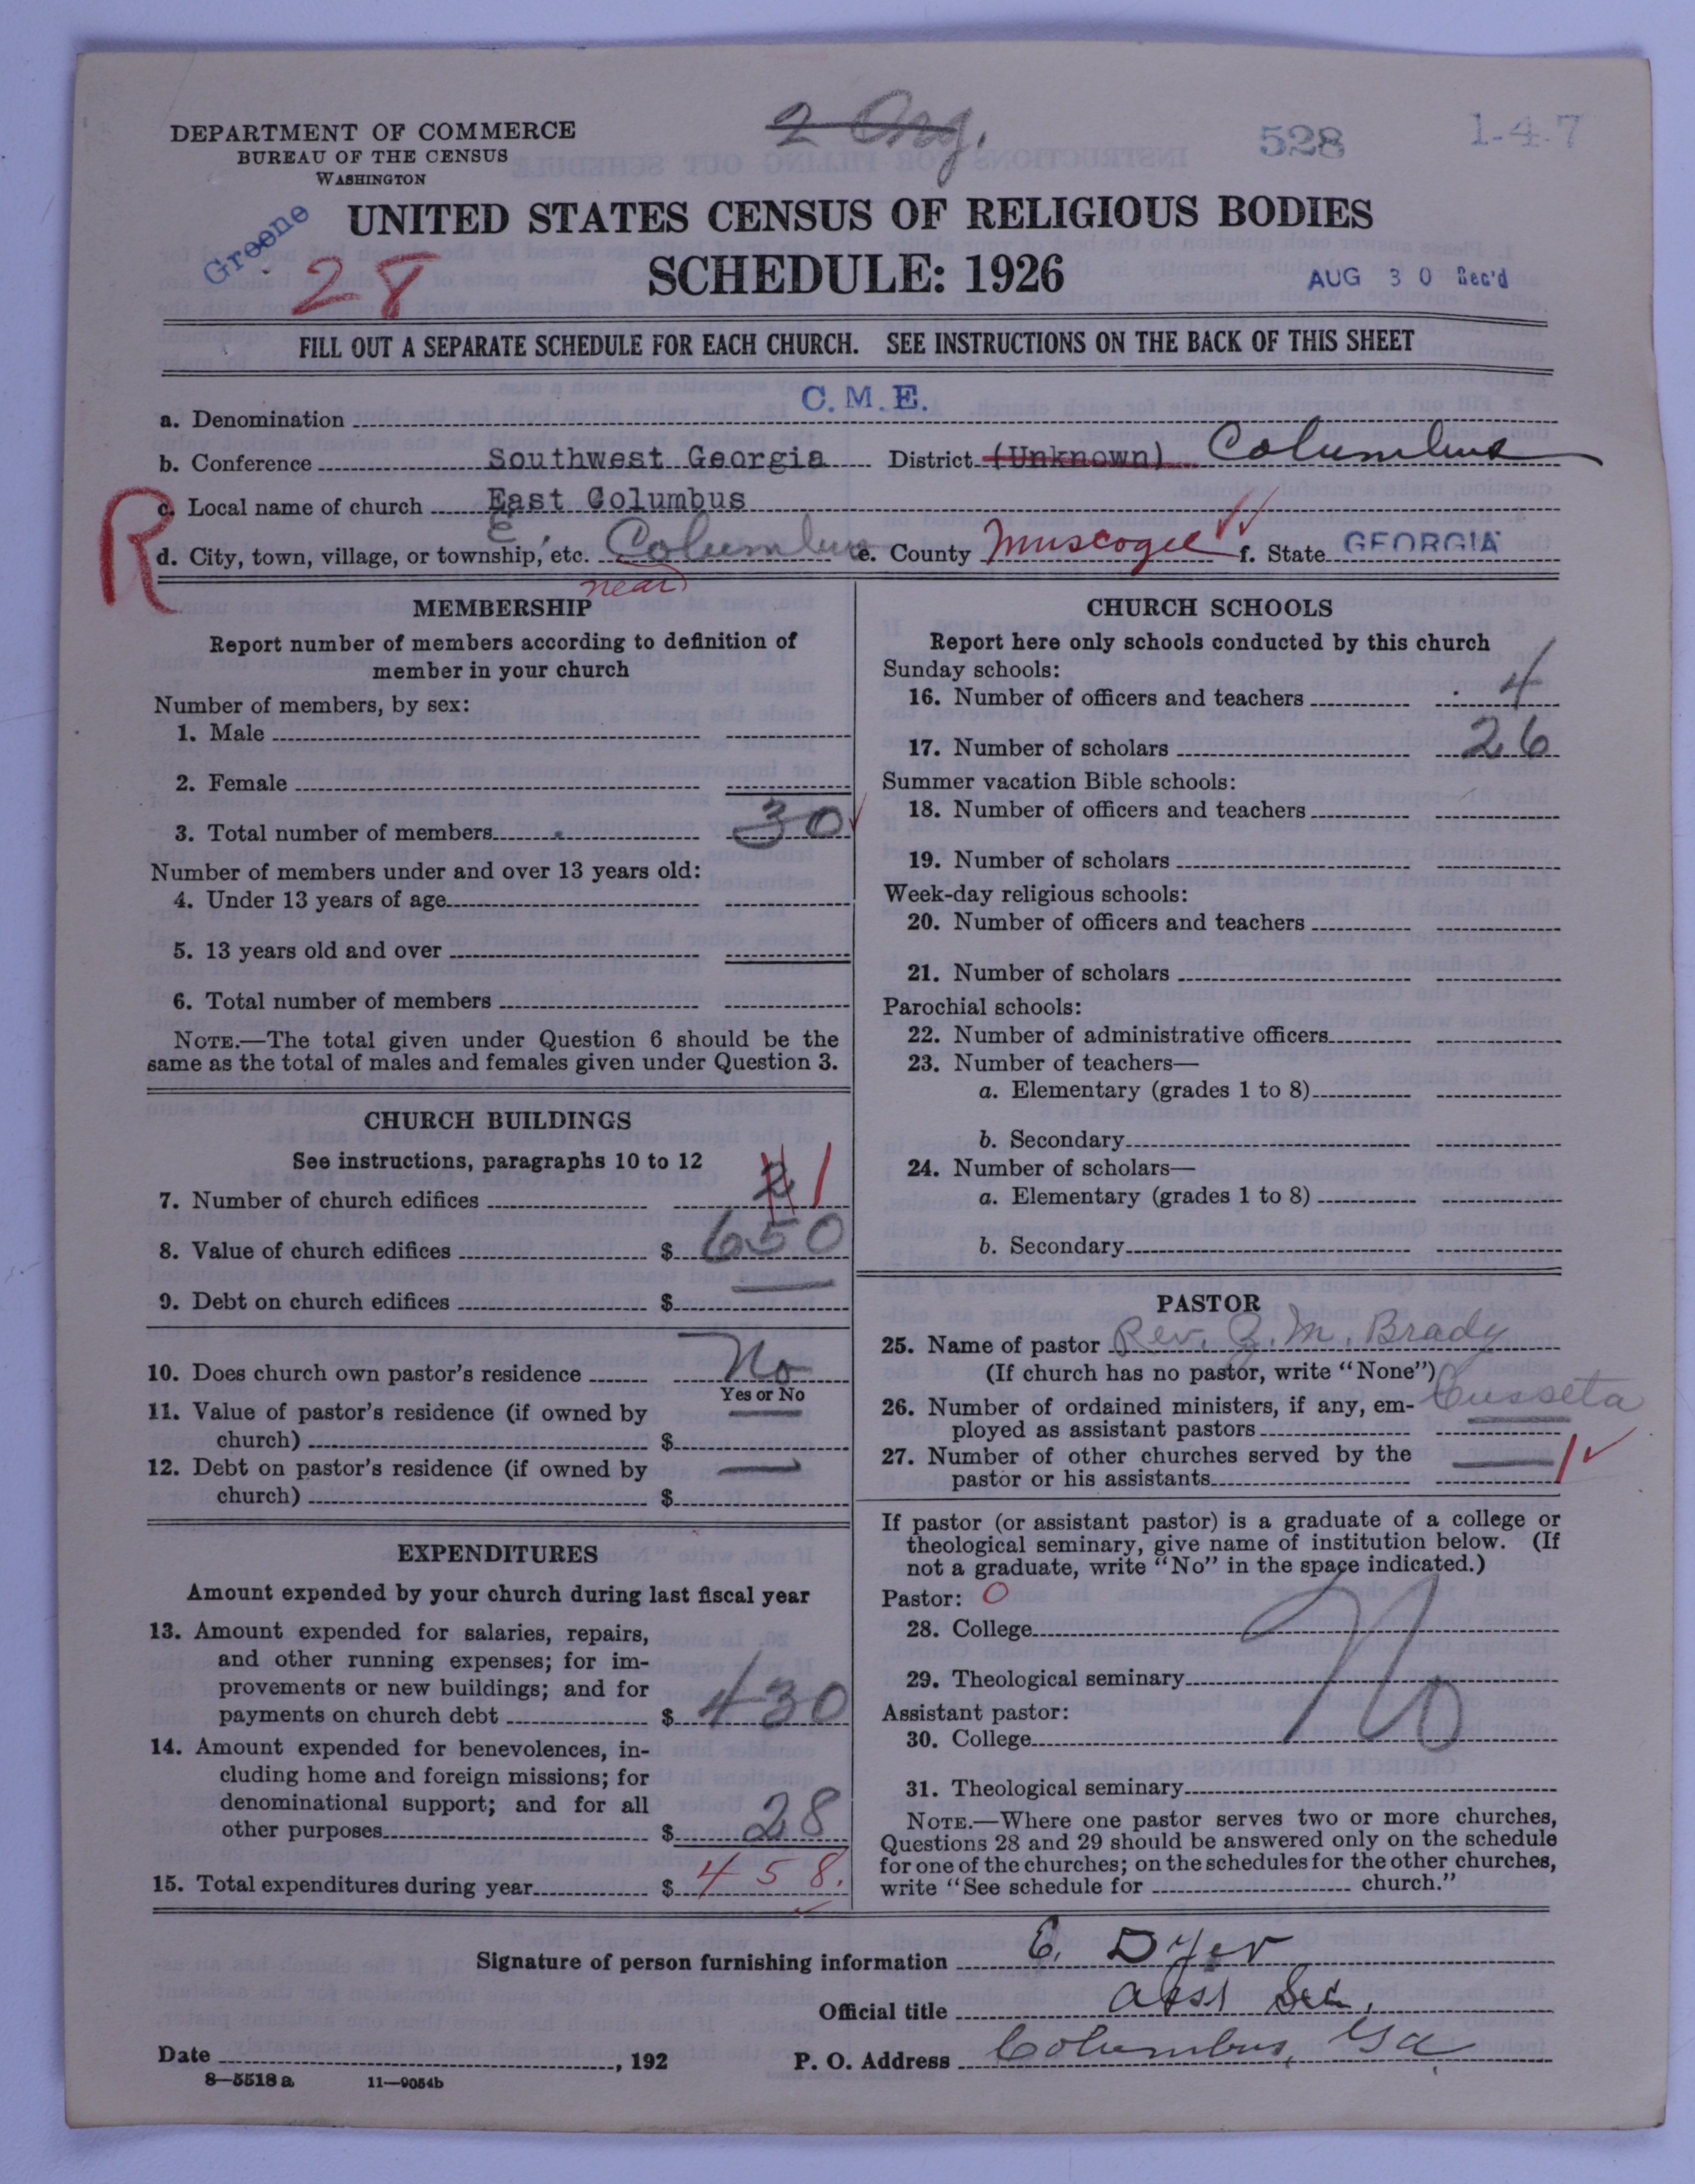 DEPARTMENT OF COMMERCE
BUREAU OF THE CENSUS
WASHINGTON
2 Org.
528
1-4-7
Greene
28
UNITED STATES CENSUS OF RELIGIOUS BODIES
SCHEDULE: 1926
AUG 30 Rec'd
FILL OUT A SEPARATE SCHEDULE FOR EACH CHURCH. SEE INSTRUCTIONS ON THE BACK OF THIS SHEET
a. Denomination C. M. E.
b. Conference Southwest Georgia District (Unknown) Columbus
R
c. Local name of church East Columbus
d. City, town, village, or township, etc. E. Columbus e. County Muscogee f. State GEORGIA
near
MEMBERSHIP
Report number of members according to definition of
member in your church
Number of members, by sex:
1. Male
2. Female
3. Total number of members 30
Number of members under and over 13 years old:
4. Under 13 years of age
5. 13 years old and over
6. Total number of members
NOTE.—The total given under Question 6 should be the
same as the total of males and females given under Question 3.
CHURCH BUILDINGS
See instructions, paragraphs 10 to 12
7. Number of church edifices 2 1
8. Value of church edifices $ 650
9. Debt on church edifices $ —
10. Does church own pastor's residence No
Yes or No
11. Value of pastor's residence (if owned by
church) $ —
12. Debt on pastor's residence (if owned by
church) $ —
EXPENDITURES
Amount expended by your church during last fiscal year
13. Amount expended for salaries, repairs,
and other running expenses; for im-
provements or new buildings; and for
payments on church debt $ 430
14. Amount expended for benevolences, in-
cluding home and foreign missions; for
denominational support; and for all
other purposes $ 28
15. Total expenditures during year $ 458.
CHURCH SCHOOLS
Report here only schools conducted by this church
Sunday schools:
16. Number of officers and teachers 4
17. Number of scholars 26
Summer vacation Bible schools:
18. Number of officers and teachers
19. Number of scholars
Week-day religious schools:
20. Number of officers and teachers
21. Number of scholars
Parochial schools:
22. Number of administrative officers
23. Number of teachers—
a. Elementary (grades 1 to 8)
b. Secondary
24. Number of scholars—
a. Elementary (grades 1 to 8)
b. Secondary
PASTOR
25. Name of pastor Rev. Z. M. Brady
(If church has no pastor, write "None") Cusseta
26. Number of ordained ministers, if any, em-
ployed as assistant pastors —
27. Number of other churches served by the
pastor or his assistants — 1
If pastor (or assistant pastor) is a graduate of a college or
theological seminary, give name of institution below. (If
not a graduate, write "No" in the space indicated.)
Pastor: O
28. College No
29. Theological seminary
Assistant pastor:
30. College
31. Theological seminary
NOTE.—Where one pastor serves two or more churches,
Questions 28 and 29 should be answered only on the schedule
for one of the churches; on the schedules for the other churches,
write "See schedule for church."
Signature of person furnishing information E. Dyer
Official title Asst Sec.
Date , 192 P. O. Address Columbus, Ga.
8—5518 a 11—9054b